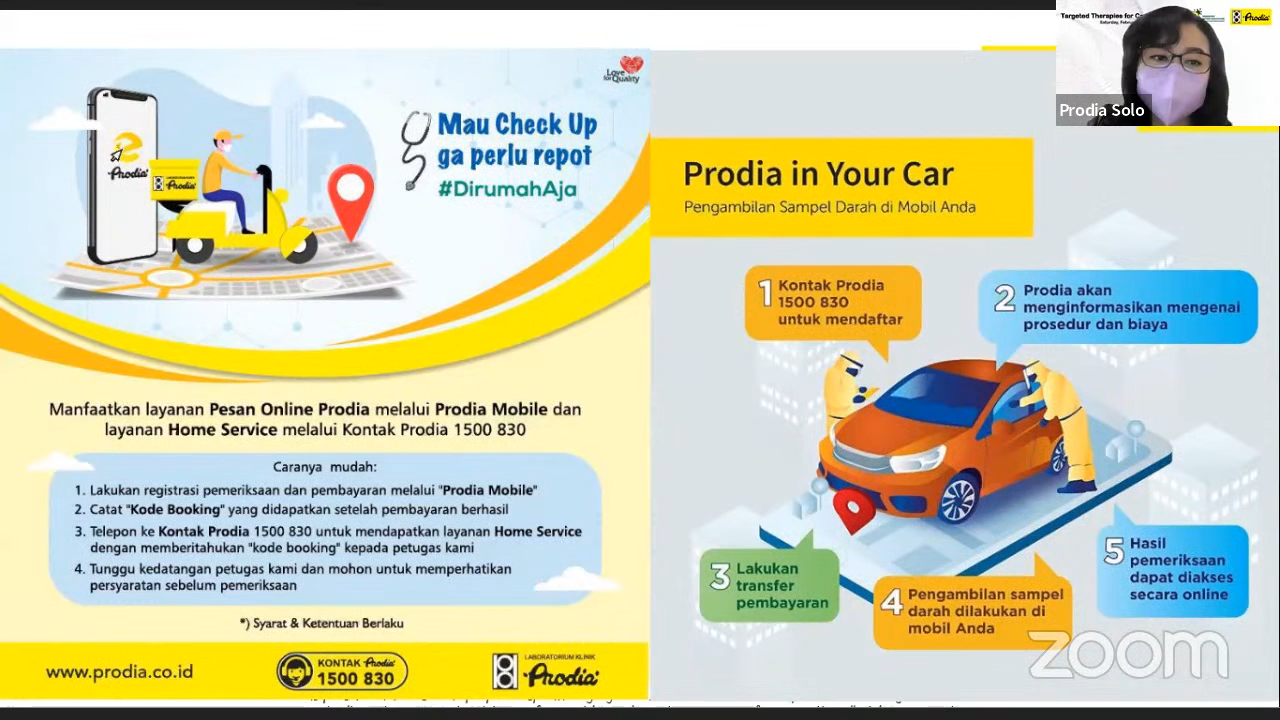 Love
for Quality
Prodia
LABORATORIUM KLINIK
Prodia
Mau Check Up
ga perlu repot
#DirumahAja
Manfaatkan layanan Pesan Online Prodia melalui Prodia Mobile dan
layanan Home Service melalui Kontak Prodia 1500 830
Caranya mudah:
1. Lakukan registrasi pemeriksaan dan pembayaran melalui "Prodia Mobile"
2. Catat "Kode Booking" yang didapatkan setelah pembayaran berhasil
3. Telepon ke Kontak Prodia 1500 830 untuk mendapatkan layanan Home Service
dengan memberitahukan "kode booking" kepada petugas kami
4. Tunggu kedatangan petugas kami dan mohon untuk memperhatikan
persyaratan sebelum pemeriksaan
*) Syarat & Ketentuan Berlaku
www.prodia.co.id
KONTAK Prodia
1500 830
LABORATORIUM KLINIK
Prodia
Targeted Therapies for
Saturday,
Prodia
Prodia Solo
Prodia in Your Car
Pengambilan Sampel Darah di Mobil Anda
1 Kontak Prodia
1500 830
untuk mendaftar
2 Prodia akan
menginformasikan mengenai
prosedur dan biaya
3 Lakukan
transfer
pembayaran
4 Pengambilan sampel
darah dilakukan di
mobil Anda
5 Hasil
pemeriksaan
dapat diakses
secara online
zoom